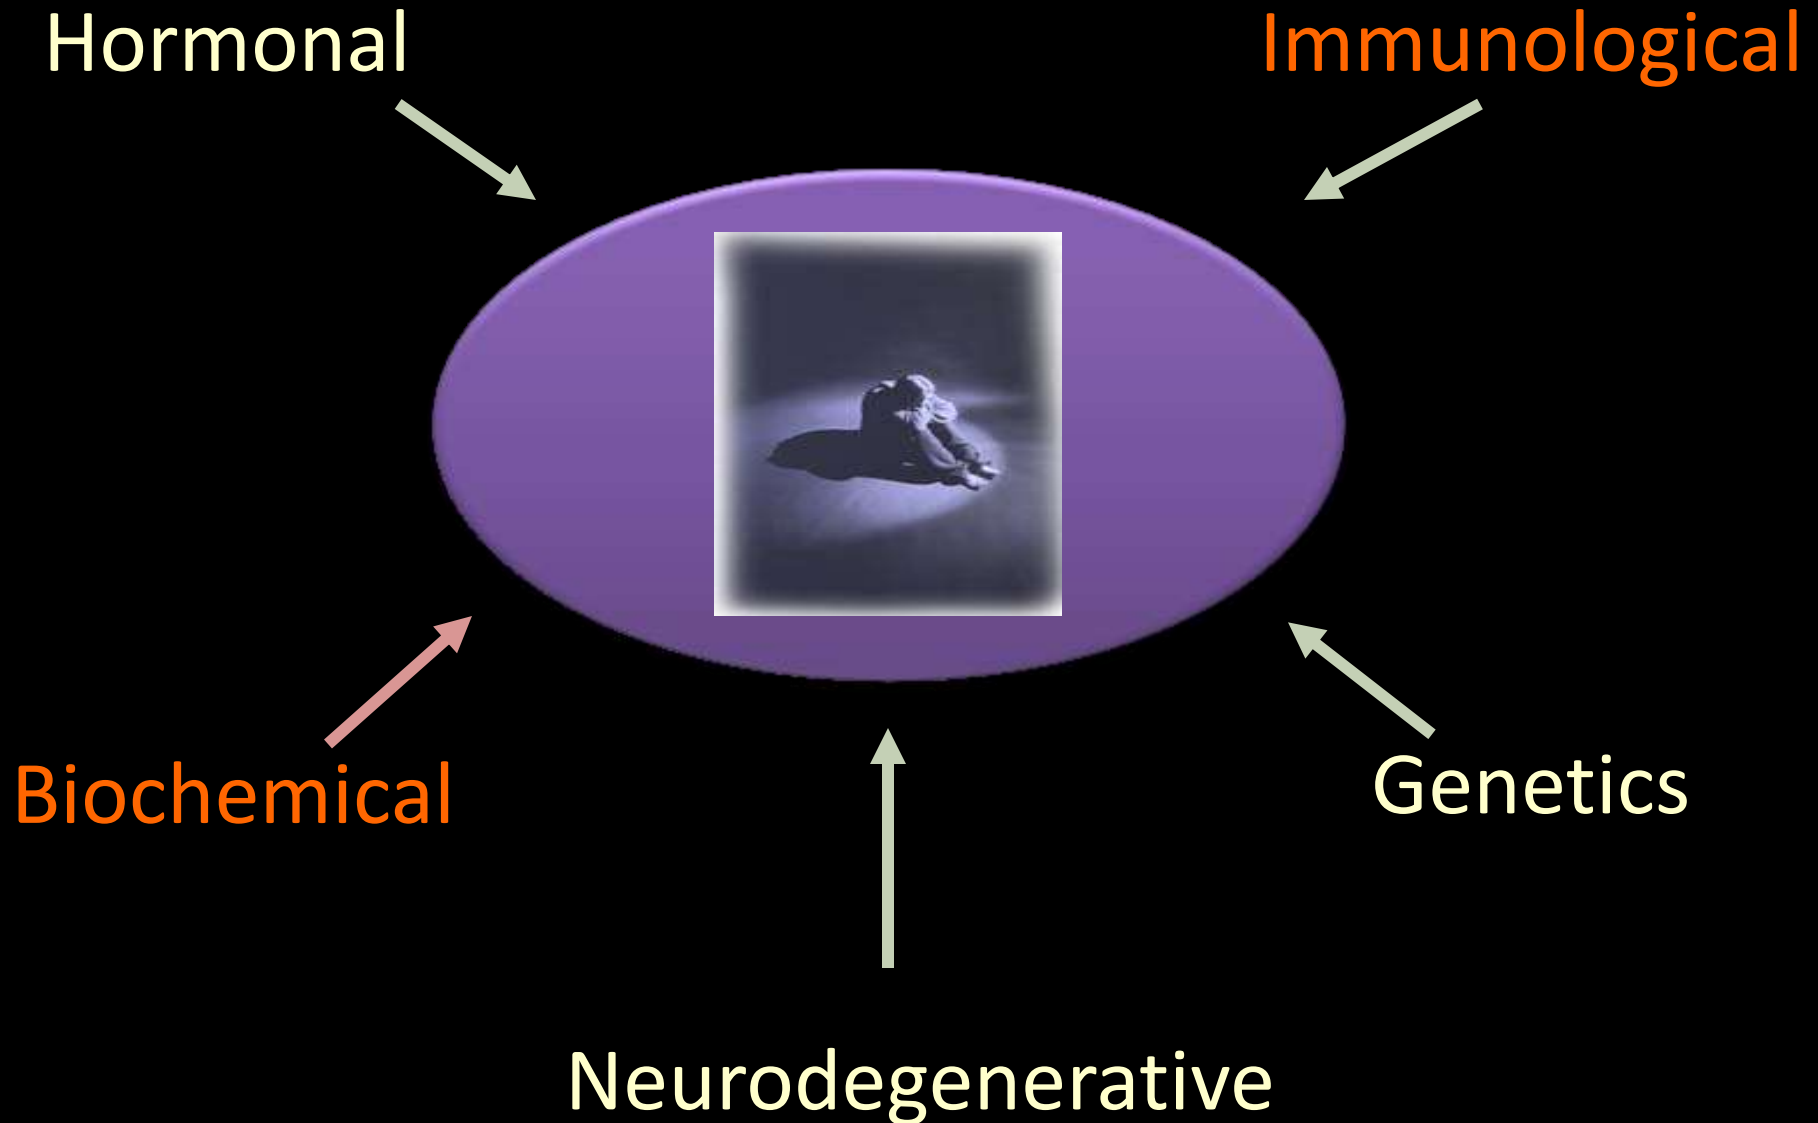 Hormonal
Immunological
Biochemical
Genetics
Neurodegenerative